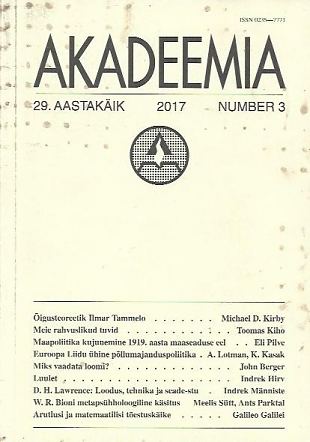 ISSN 0235—7771
AKADEEMIA
29. AASTAKÄIK 2017 NUMBER 3
Õigusteoreetik Ilmar Tammelo . . . . . . . Michael D. Kirby
Meie rahvuslikud tuvid . . . . . . . . . Toomas Kiho
Maapoliitika kujunemine 1919. aasta maaseaduse eel . . Eli Pilve
Euroopa Liidu ühine põllumajanduspoliitika . A. Lotman, K. Kasak
Miks vaadata loomi? . . . . . . . . . . John Berger
Luulet . . . . . . . . . . . . . Indrek Hirv
D. H. Lawrence: Loodus, tehnika ja seade-stu . Indrek Männiste
W. R. Bioni metapsühholoogiline käsitus Meelis Sütt, Ants Parktal
Arutlusi ja matemaatilisi tõestuskäike . . . . . Galileo Galilei